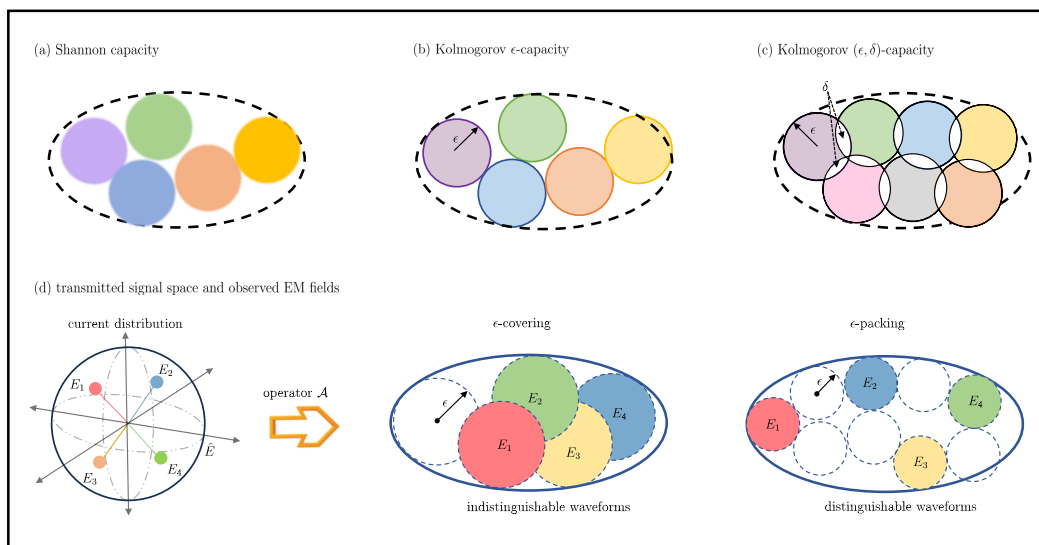 (a) Shannon capacity
(b) Kolmogorov ϵ-capacity
(c) Kolmogorov (ϵ, δ)-capacity
ϵ
δ
ϵ
(d) transmitted signal space and observed EM fields
current distribution
E₁
E₂
E₃
E₄
Ê
operator 𝒜
ϵ-covering
ϵ
E₂
E₄
E₁
E₃
indistinguishable waveforms
ϵ-packing
ϵ
E₂
E₄
E₁
E₃
distinguishable waveforms